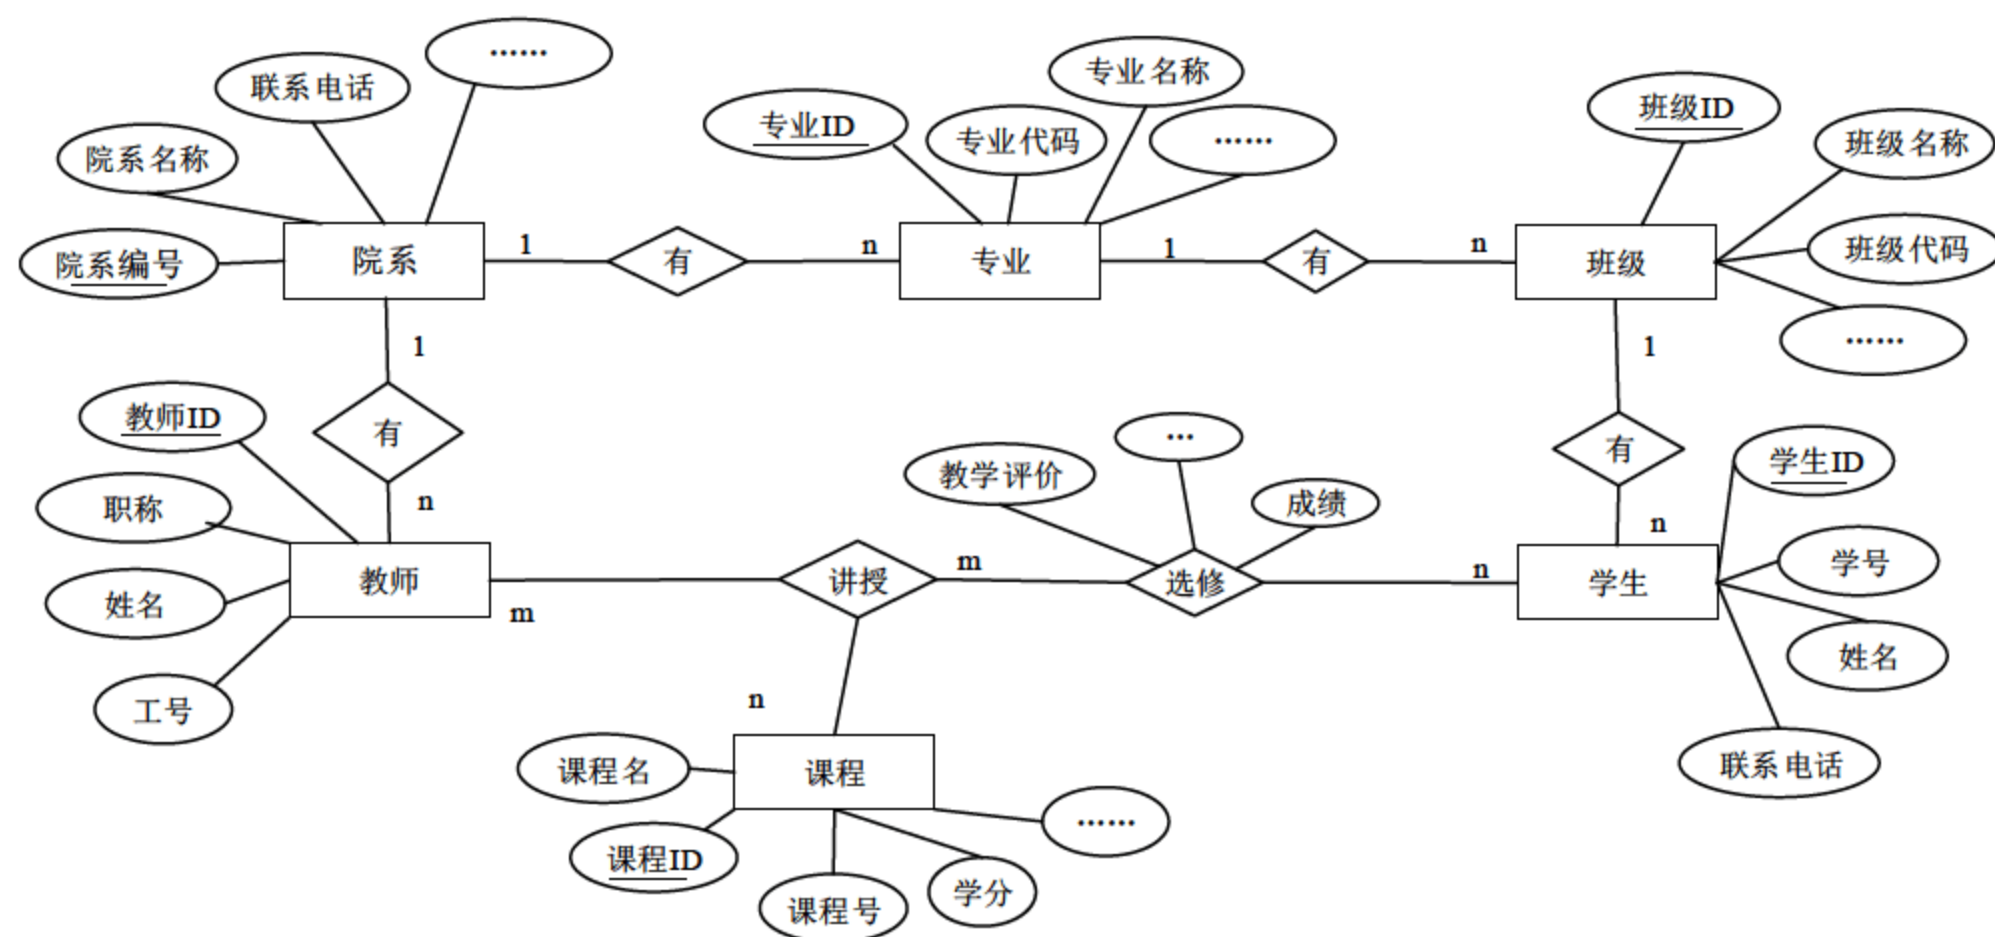 ……
联系电话
专业名称
院系名称
专业ID
专业代码
……
班级ID
班级名称
院系编号
院系
1
有
n
专业
1
有
n
班级
班级代码
……
1
1
教师ID
有
n
职称
教师
姓名
工号
m
讲授
m
教学评价
…
成绩
选修
n
有
n
学生
学生ID
学号
姓名
联系电话
n
课程名
课程
课程ID
课程号
学分
……